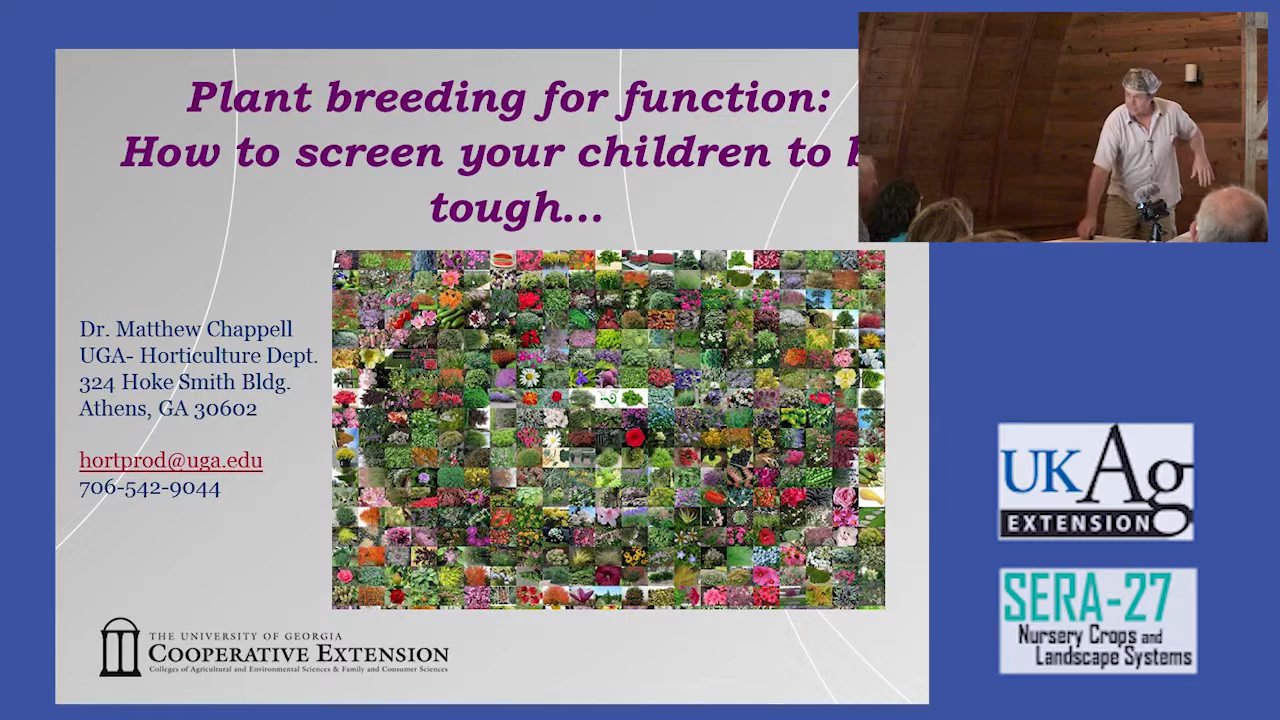 Plant breeding for function:
How to screen your children to
tough...
Dr. Matthew Chappell
UGA- Horticulture Dept.
324 Hoke Smith Bldg.
Athens, GA 30602
hortprod@uga.edu
706-542-9044
THE UNIVERSITY OF GEORGIA
COOPERATIVE EXTENSION
Colleges of Agricultural and Environmental Sciences & Family and Consumer Sciences
UKAg
EXTENSION
SERA-27
Nursery Crops and
Landscape Systems